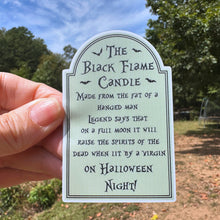 The
Black Flame
Candle
Made from the fat of a
hanged man
Legend says that
on a full moon it will
raise the spirits of the
dead when lit by a virgin
on Halloween
Night!